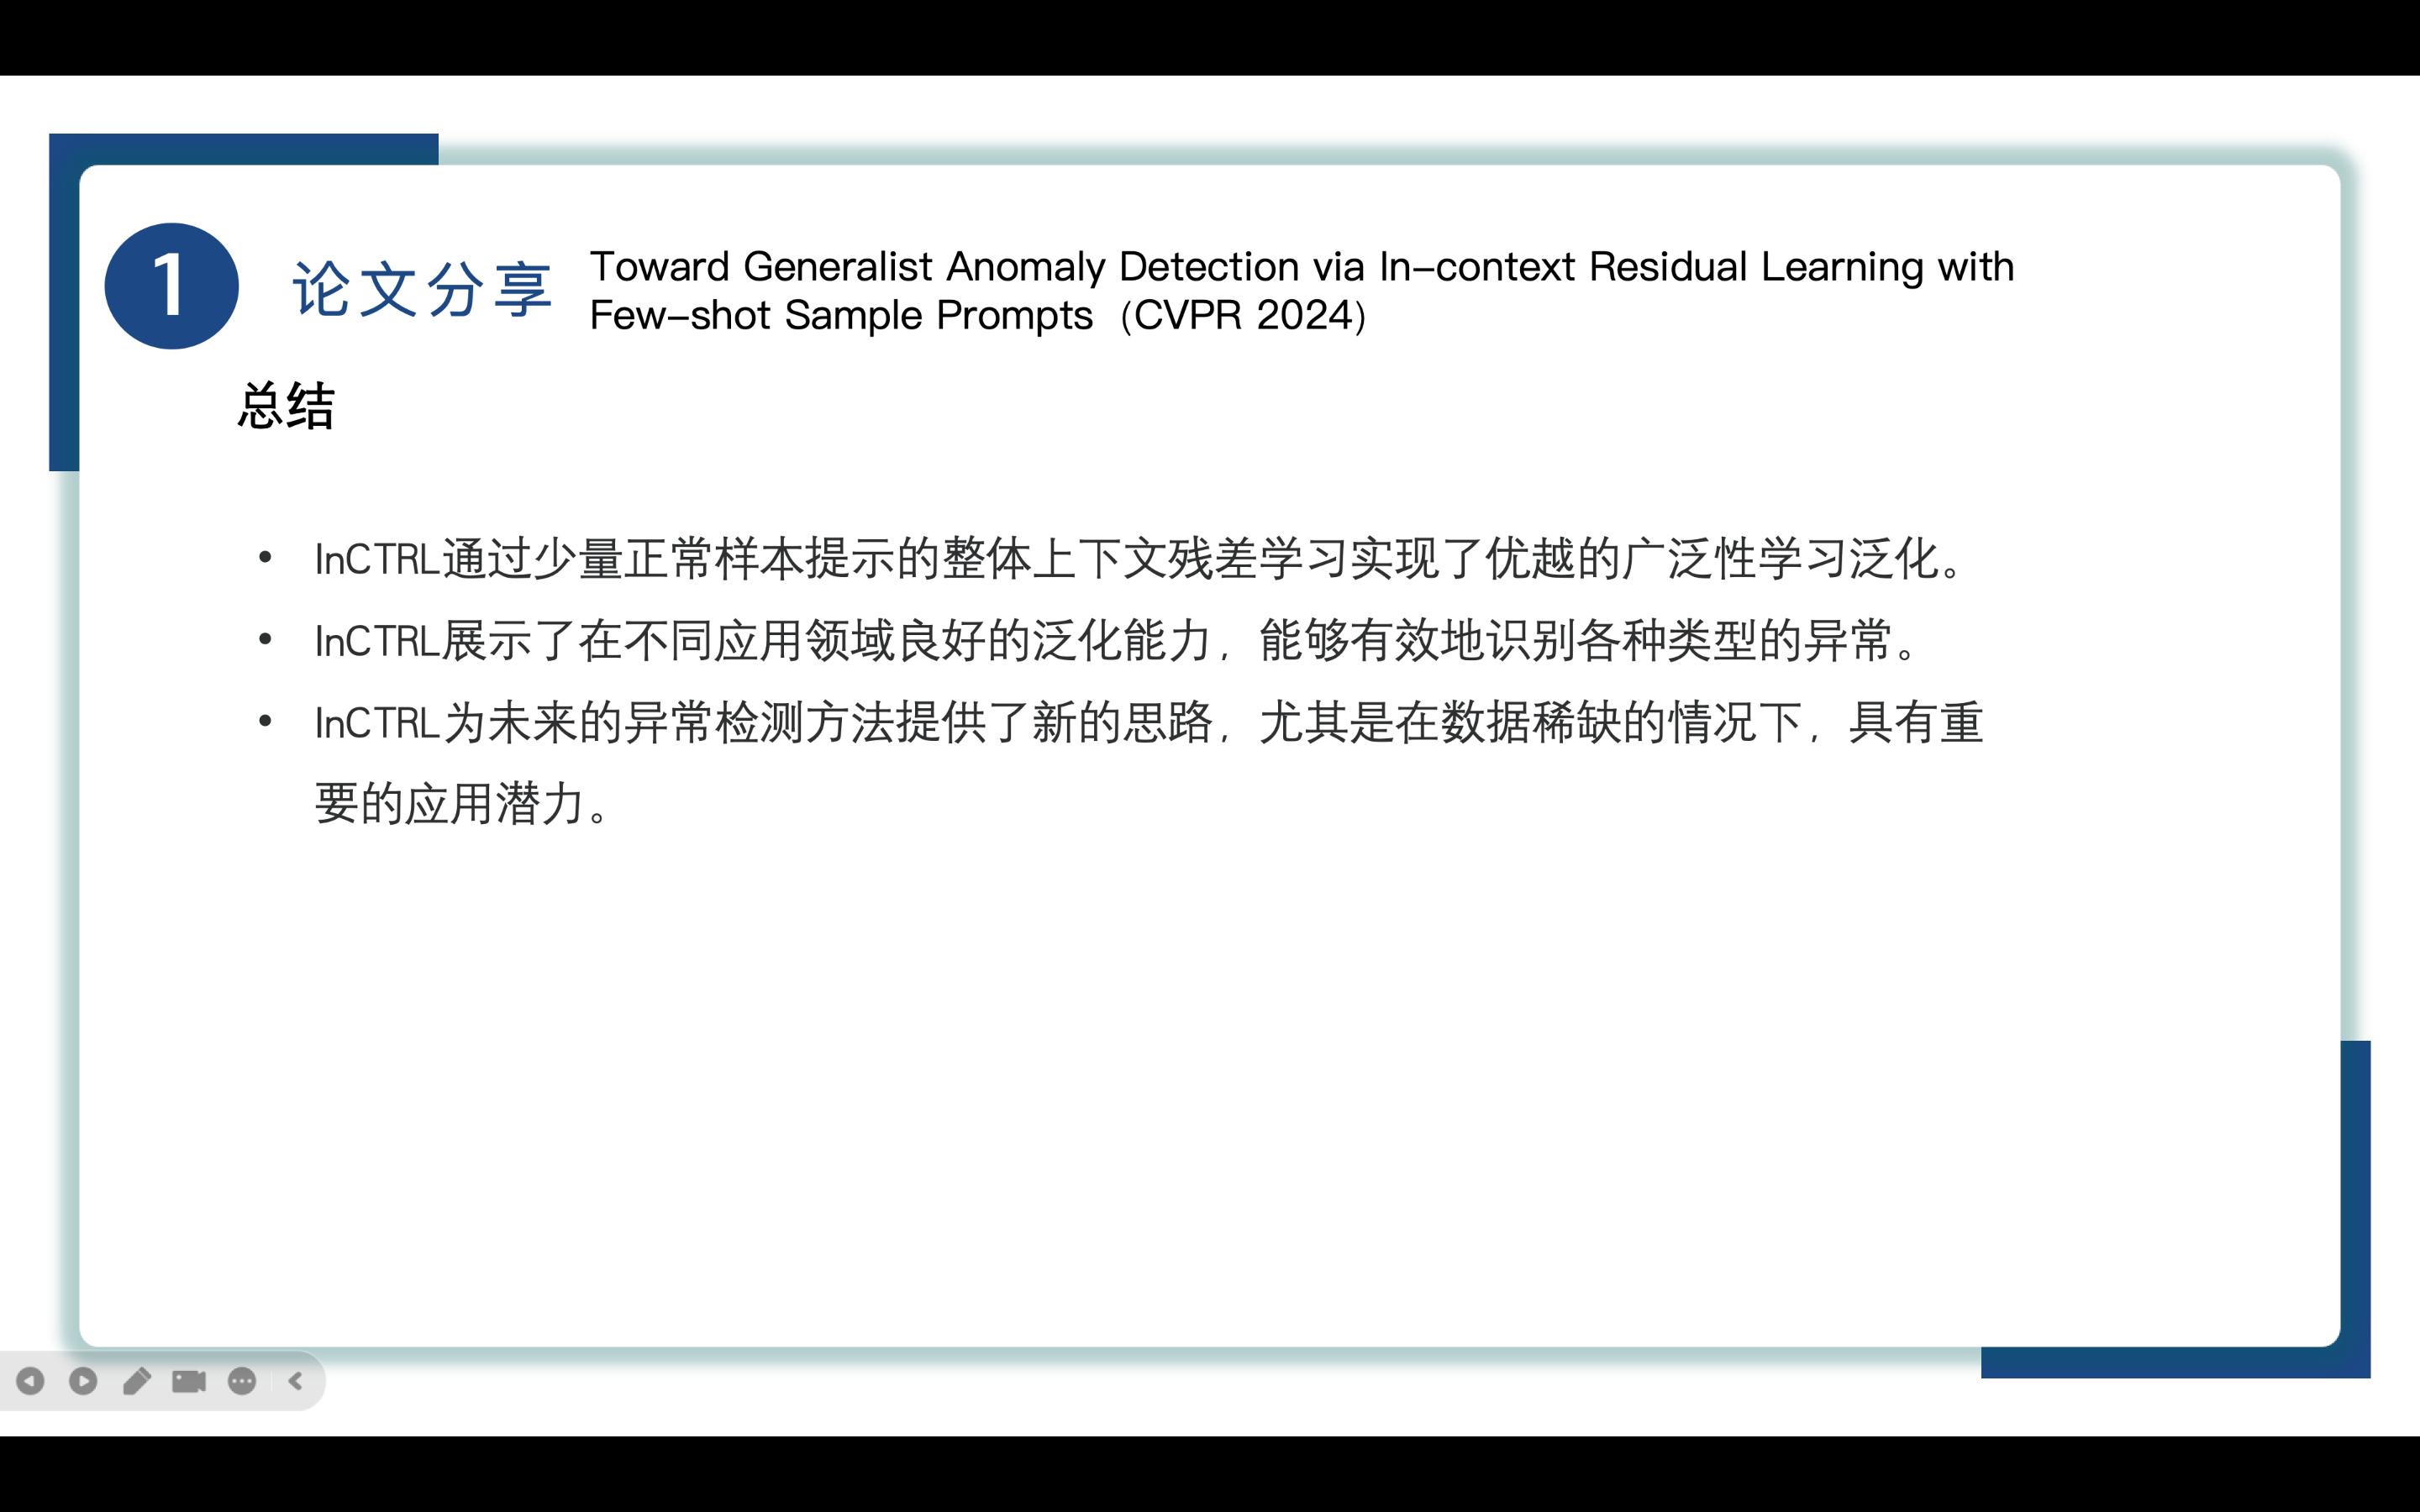 1
论文分享
Toward Generalist Anomaly Detection via In-context Residual Learning with
Few-shot Sample Prompts（CVPR 2024）
总结
• InCTRL通过少量正常样本提示的整体上下文残差学习实现了优越的广泛性学习泛化。
• InCTRL展示了在不同应用领域良好的泛化能力，能够有效地识别各种类型的异常。
• InCTRL为未来的异常检测方法提供了新的思路，尤其是在数据稀缺的情况下，具有重
要的应用潜力。